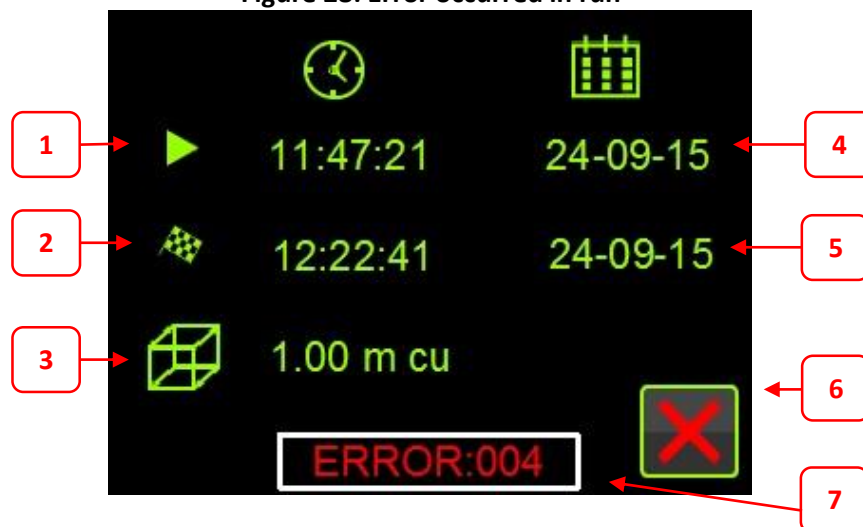 Figure Error occurred in run
1 11:47:21 24-09-15 4
2 12:22:41 24-09-15 5
3 1.00 m cu
6
ERROR:004
7